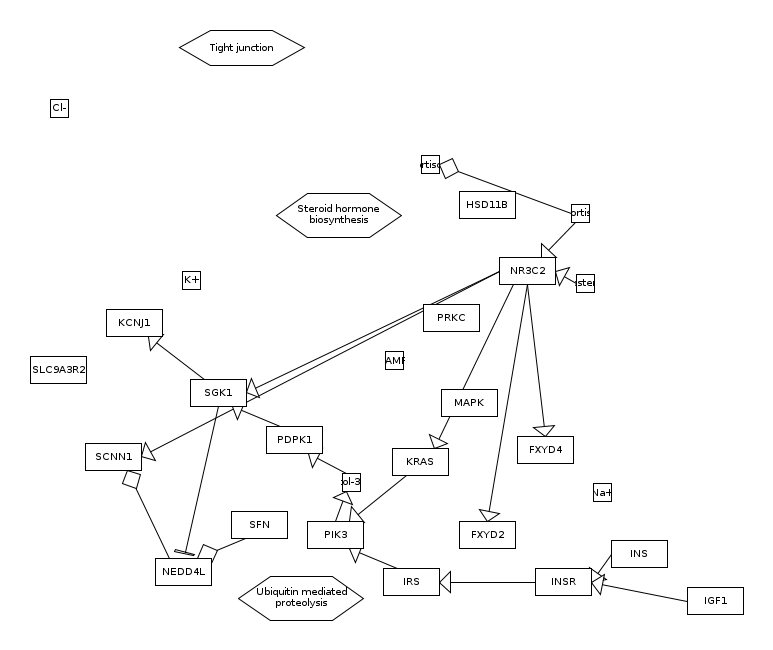 Tight junction
Cl-
HSD11B
Steroid hormone
biosynthesis
NR3C2
K+
PRKC
KCNJ1
SLC9A3R2
SGK1
MAPK
PDPK1
FXYD4
SCNN1
KRAS
Na+
SFN
PIK3
FXYD2
INS
NEDD4L
IRS
INSR
Ubiquitin mediated
proteolysis
IGF1